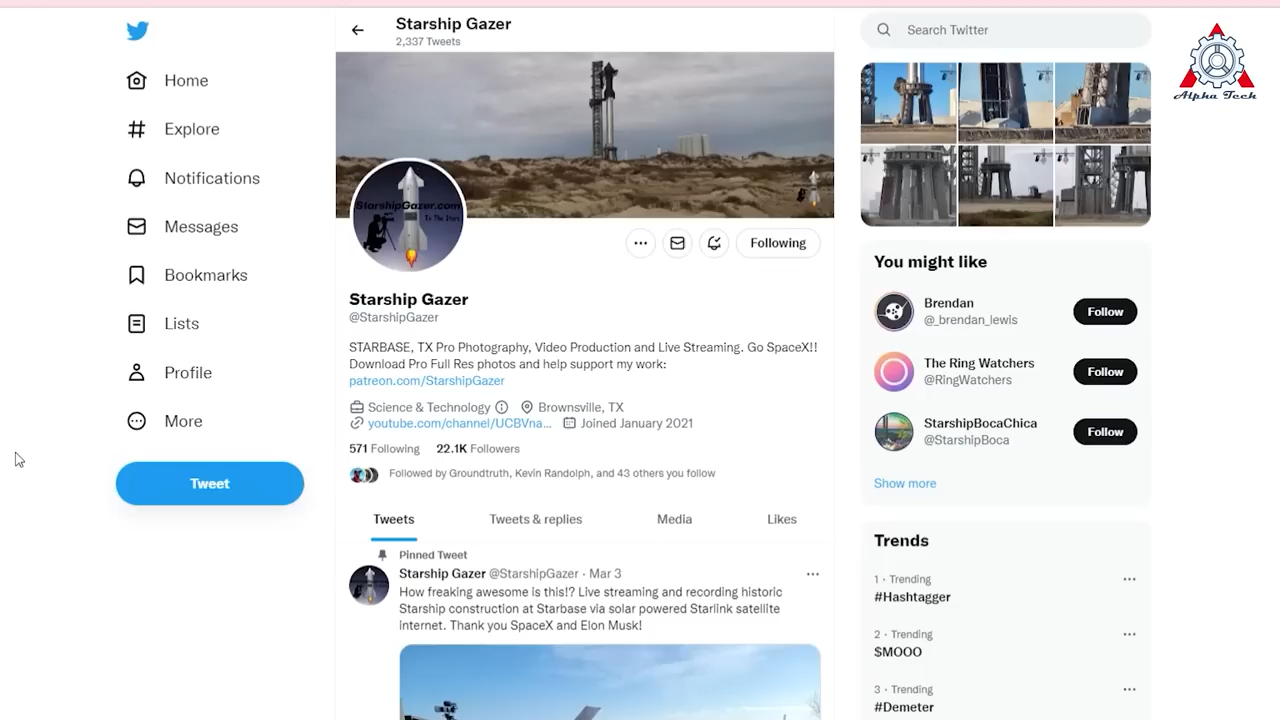 Starship Gazer
2,337 Tweets
Search Twitter
Alpha Tech
Home
Explore
Notifications
Messages
Bookmarks
Lists
Profile
More
Tweet
StarshipGazer.com
To The Stars
Following
Starship Gazer
@StarshipGazer
STARBASE, TX Pro Photography, Video Production and Live Streaming. Go SpaceX!!
Download Pro Full Res photos and help support my work:
patreon.com/StarshipGazer
Science & Technology Brownsville, TX
youtube.com/channel/UCBVna... Joined January 2021
571 Following 22.1K Followers
Followed by Groundtruth, Kevin Randolph, and 43 others you follow
Tweets Tweets & replies Media Likes
Pinned Tweet
Starship Gazer @StarshipGazer · Mar 3
How freaking awesome is this!? Live streaming and recording historic
Starship construction at Starbase via solar powered Starlink satellite
internet. Thank you SpaceX and Elon Musk!
You might like
Brendan
@_brendan_lewis
Follow
The Ring Watchers
@RingWatchers
Follow
StarshipBocaChica
@StarshipBoca
Follow
Show more
Trends
1 · Trending
#Hashtagger
2 · Trending
$MOOO
3 · Trending
#Demeter